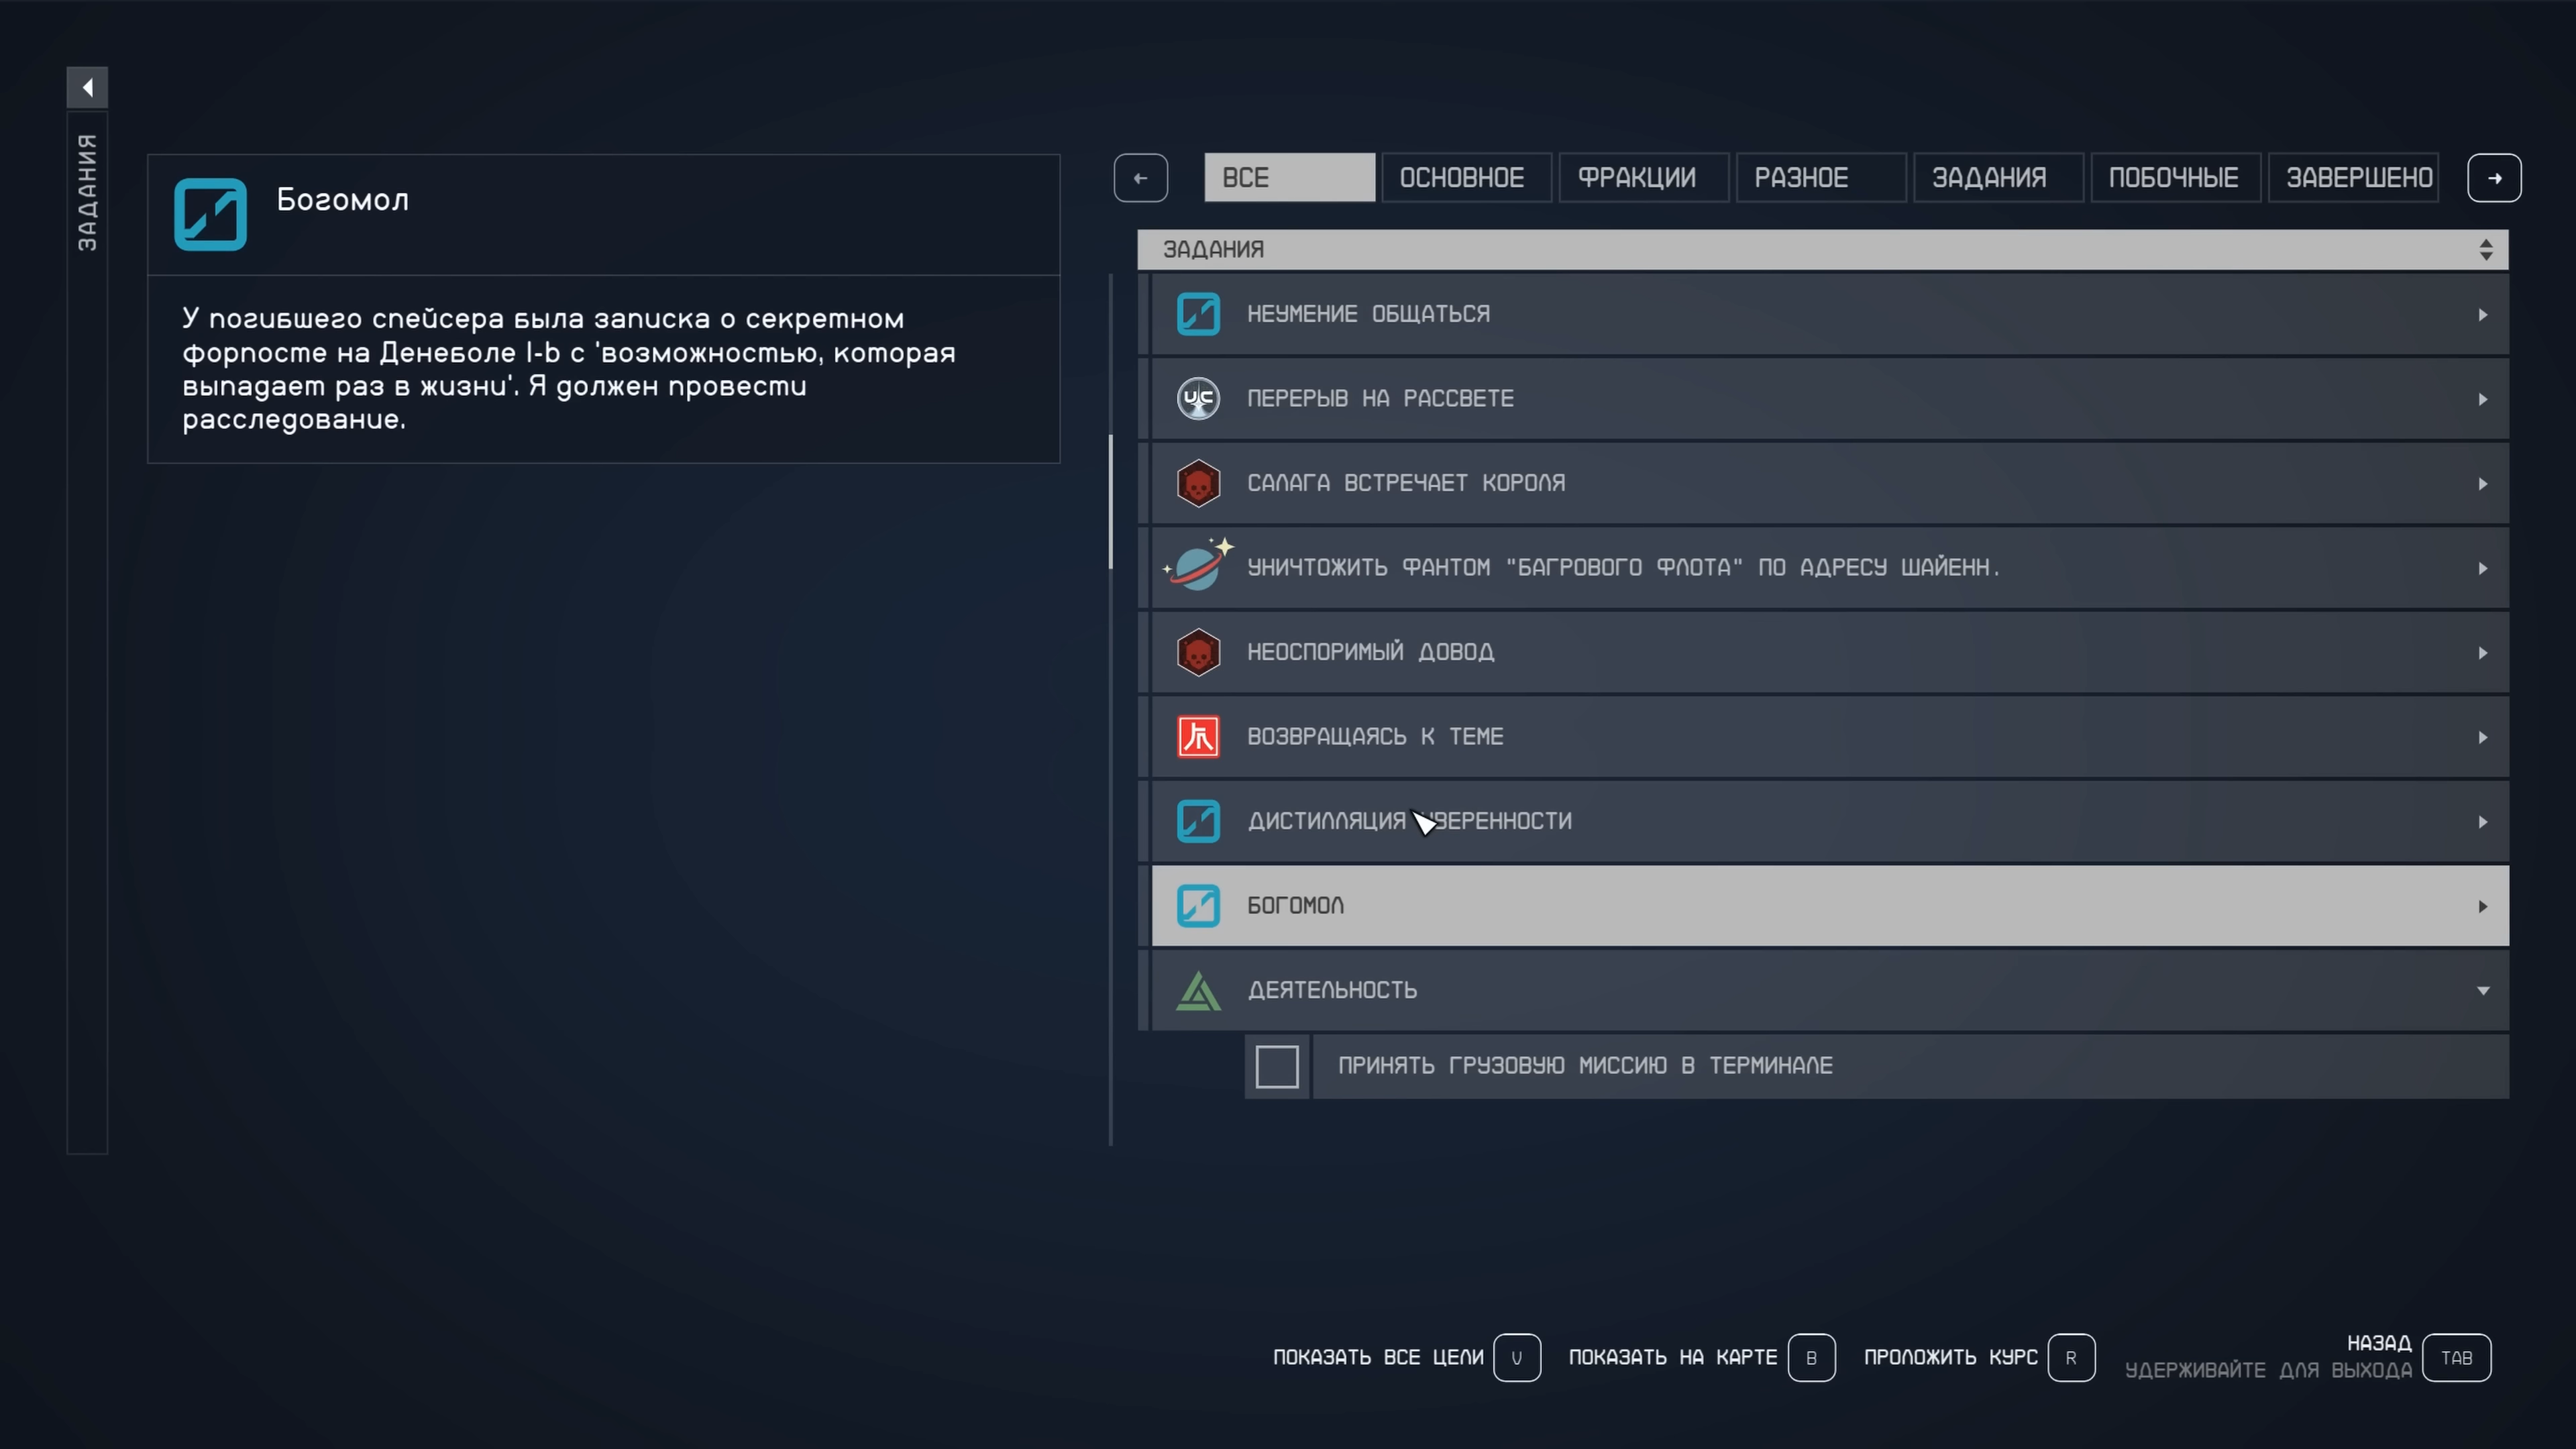 ЗАДАНИЯ
Богомол
У погибшего спейсера была записка о секретном
форпосте на Денеболе I-b с 'возможностью, которая
выпадает раз в жизни'. Я должен провести
расследование.
ВСЕ
ОСНОВНОЕ
ФРАКЦИИ
РАЗНОЕ
ЗАДАНИЯ
ПОБОЧНЫЕ
ЗАВЕРШЕНО
ЗАДАНИЯ
НЕУМЕНИЕ ОБЩАТЬСЯ
UC
ПЕРЕРЫВ НА РАССВЕТЕ
САЛАГА ВСТРЕЧАЕТ КОРОЛЯ
УНИЧТОЖИТЬ ФАНТОМ "БАГРОВОГО ФЛОТА" ПО АДРЕСУ ШАЙЕНН.
НЕОСПОРИМЫЙ ДОВОД
ВОЗВРАЩАЯСЬ К ТЕМЕ
ДИСТИЛЛЯЦИЯ УВЕРЕННОСТИ
БОГОМОЛ
ДЕЯТЕЛЬНОСТЬ
ПРИНЯТЬ ГРУЗОВУЮ МИССИЮ В ТЕРМИНАЛЕ
ПОКАЗАТЬ ВСЕ ЦЕЛИ V
ПОКАЗАТЬ НА КАРТЕ B
ПРОЛОЖИТЬ КУРС R
НАЗАД
УДЕРЖИВАЙТЕ ДЛЯ ВЫХОДА
TAB